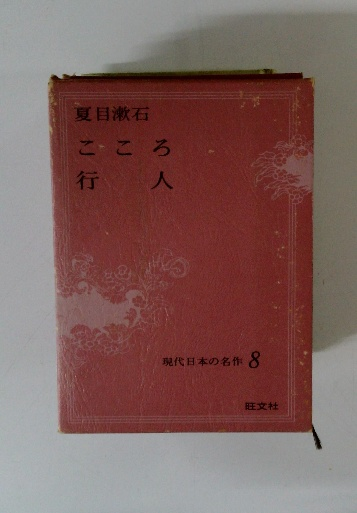 夏目漱石
こころ
行人
現代日本の名作 8
旺文社